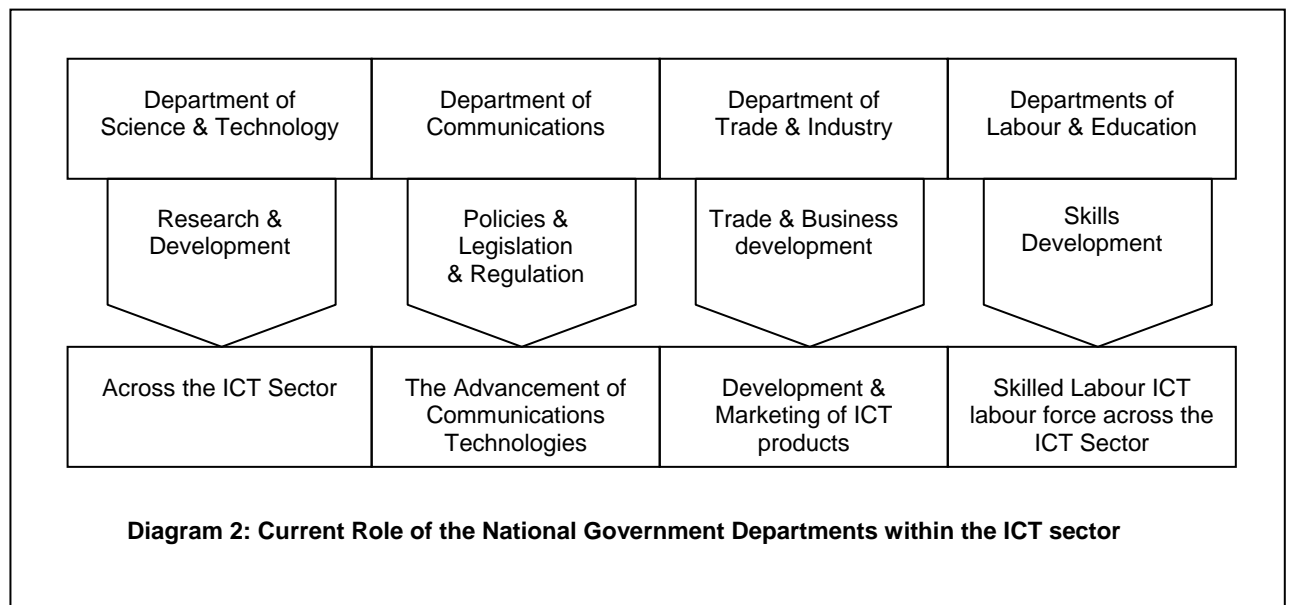 Department of
Science & Technology
Department of
Communications
Department of
Trade & Industry
Departments of
Labour & Education
Research &
Development
Policies &
Legislation
& Regulation
Trade & Business
development
Skills
Development
Across the ICT Sector
The Advancement of
Communications
Technologies
Development &
Marketing of ICT
products
Skilled Labour ICT
labour force across the
ICT Sector
Diagram 2: Current Role of the National Government Departments within the ICT sector